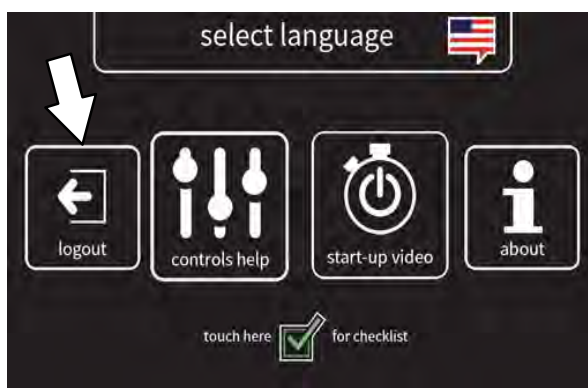 select language
logout
controls help
start-up video
about
touch here for checklist